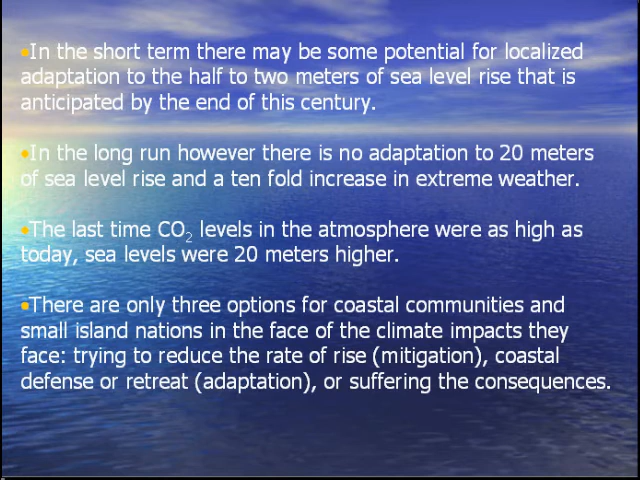 •In the short term there may be some potential for localized
adaptation to the half to two meters of sea level rise that is
anticipated by the end of this century.
•In the long run however there is no adaptation to 20 meters
of sea level rise and a ten fold increase in extreme weather.
•The last time CO₂ levels in the atmosphere were as high as
today, sea levels were 20 meters higher.
•There are only three options for coastal communities and
small island nations in the face of the climate impacts they
face: trying to reduce the rate of rise (mitigation), coastal
defense or retreat (adaptation), or suffering the consequences.